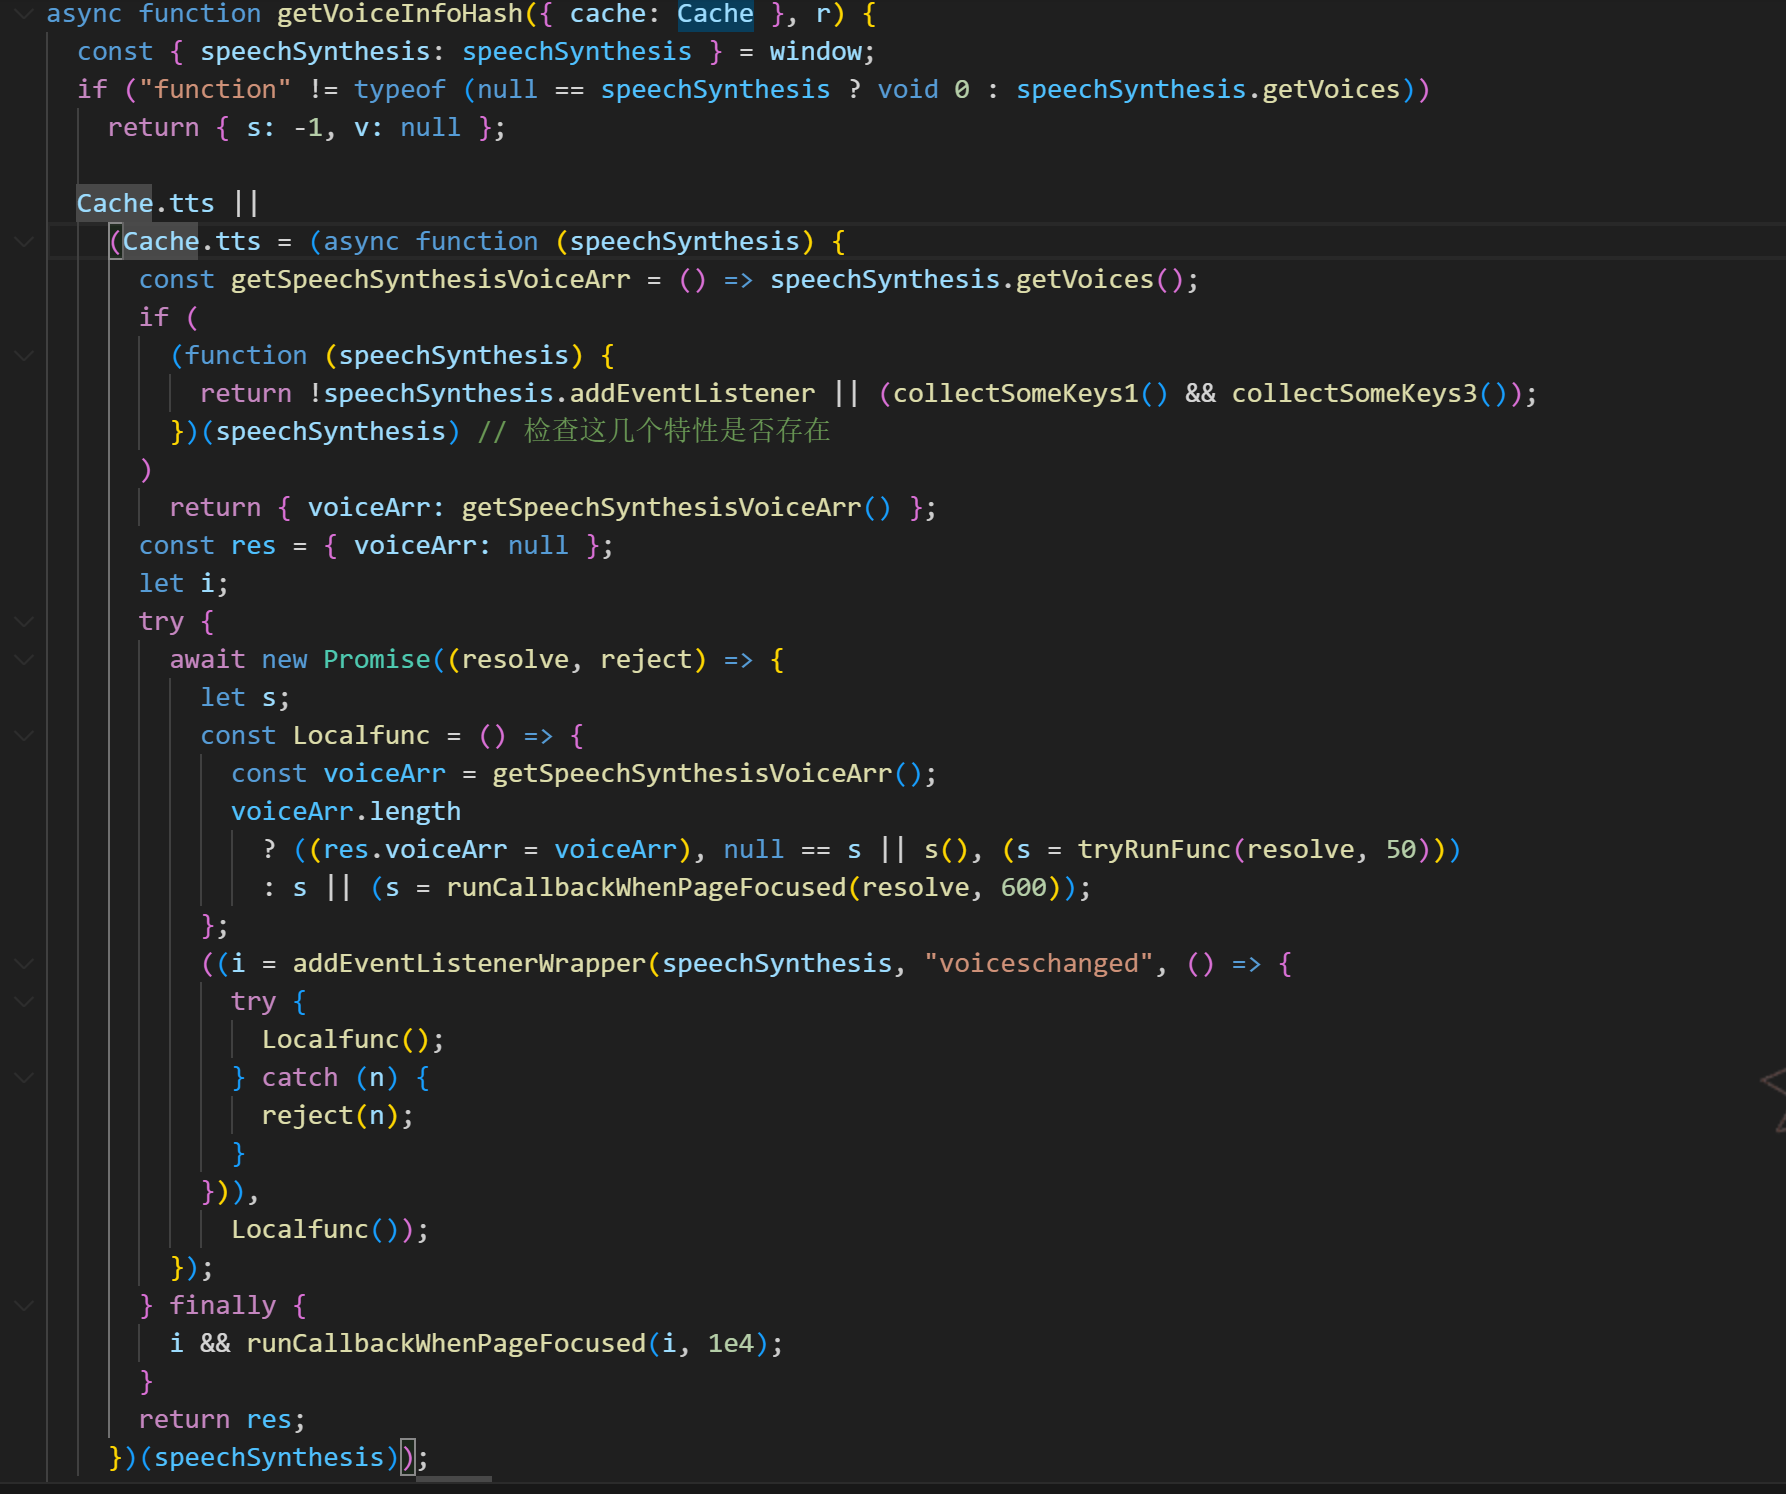 async function getVoiceInfoHash({ cache: Cache }, r) {
const { speechSynthesis: speechSynthesis } = window;
if ("function" != typeof (null == speechSynthesis ? void 0 : speechSynthesis.getVoices))
return { s: -1, v: null };
Cache.tts ||
(Cache.tts = (async function (speechSynthesis) {
const getSpeechSynthesisVoiceArr = () => speechSynthesis.getVoices();
if (
(function (speechSynthesis) {
return !speechSynthesis.addEventListener || (collectSomeKeys1() && collectSomeKeys3());
})(speechSynthesis) // 检查这几个特性是否存在
)
return { voiceArr: getSpeechSynthesisVoiceArr() };
const res = { voiceArr: null };
let i;
try {
await new Promise((resolve, reject) => {
let s;
const Localfunc = () => {
const voiceArr = getSpeechSynthesisVoiceArr();
voiceArr.length
? ((res.voiceArr = voiceArr), null == s || s(), (s = tryRunFunc(resolve, 50)))
: s || (s = runCallbackWhenPageFocused(resolve, 600));
};
((i = addEventListenerWrapper(speechSynthesis, "voiceschanged", () => {
try {
Localfunc();
} catch (n) {
reject(n);
}
})),
Localfunc());
});
} finally {
i && runCallbackWhenPageFocused(i, 1e4);
}
return res;
})(speechSynthesis));